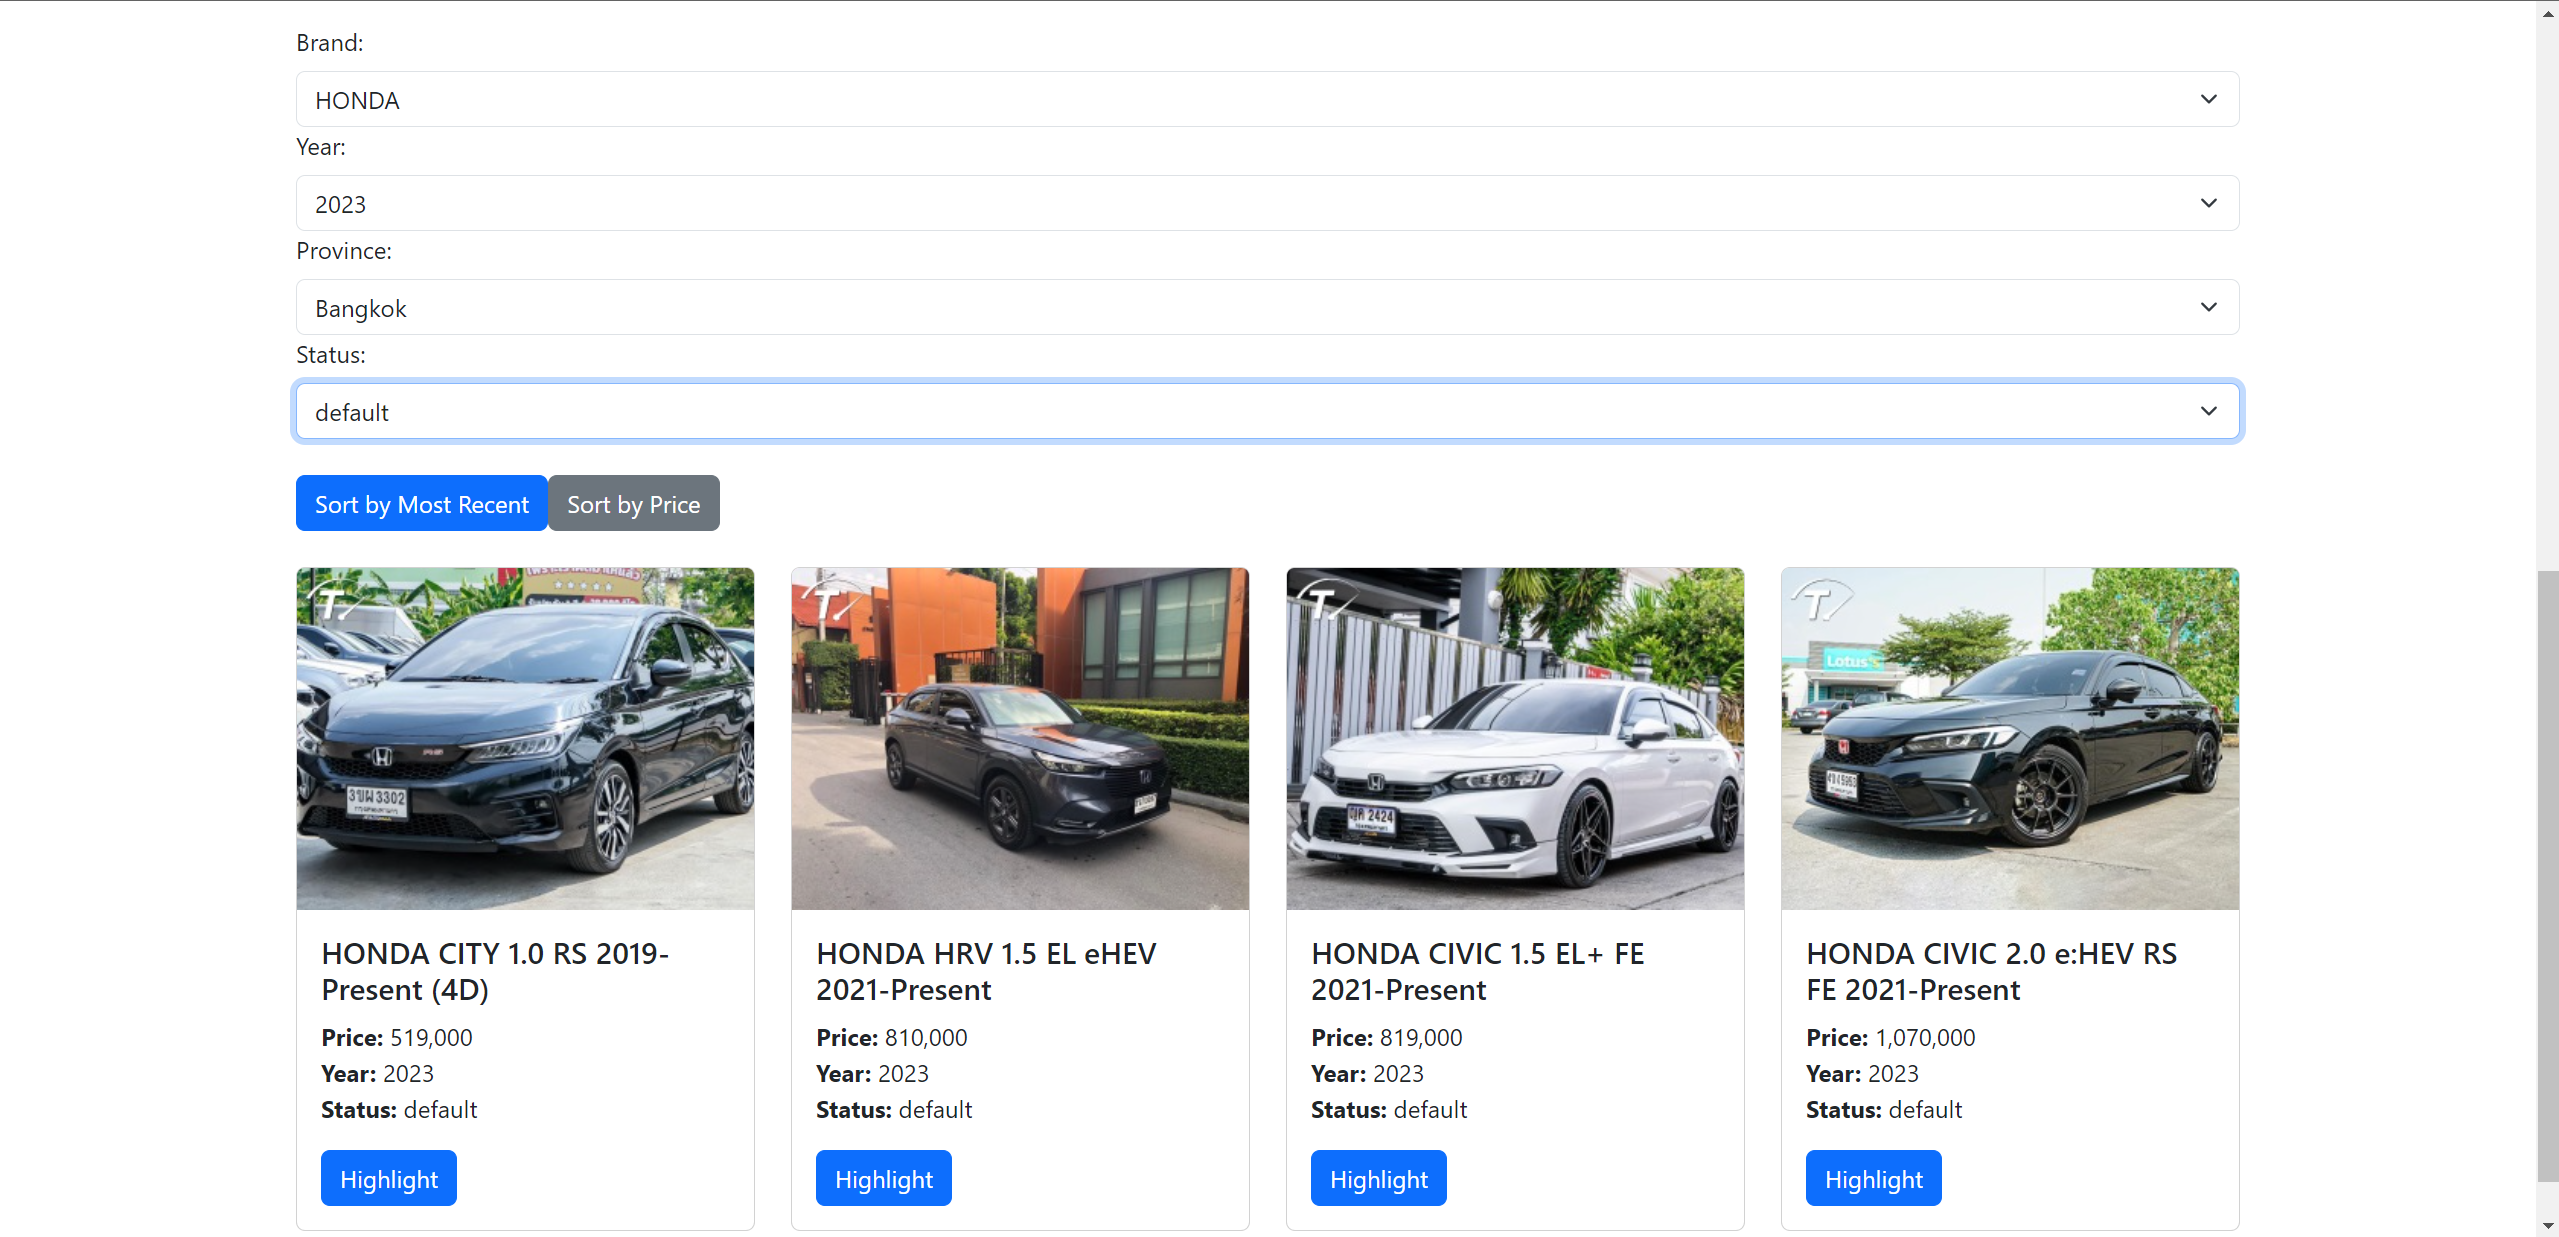 Brand:
HONDA
Year:
2023
Province:
Bangkok
Status:
default
Sort by Most Recent
Sort by Price
T
RS
3302
T
T
2424
T
Lotus's
HONDA CITY 1.0 RS 2019-
Present (4D)
Price: 519,000
Year: 2023
Status: default
Highlight
HONDA HRV 1.5 EL eHEV
2021-Present
Price: 810,000
Year: 2023
Status: default
Highlight
HONDA CIVIC 1.5 EL+ FE
2021-Present
Price: 819,000
Year: 2023
Status: default
Highlight
HONDA CIVIC 2.0 e:HEV RS
FE 2021-Present
Price: 1,070,000
Year: 2023
Status: default
Highlight